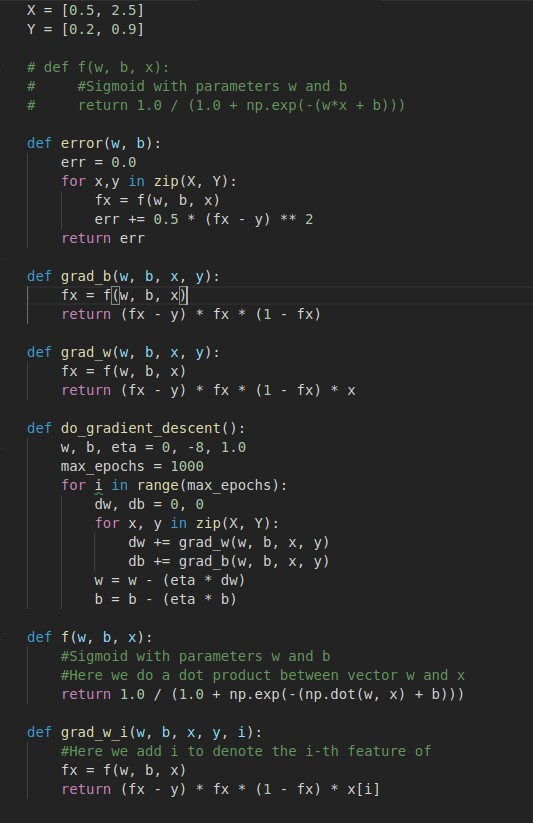 X = [0.5, 2.5]
Y = [0.2, 0.9]
# def f(w, b, x):
#     #Sigmoid with parameters w and b
#     return 1.0 / (1.0 + np.exp(-(w*x + b)))
def error(w, b):
    err = 0.0
    for x,y in zip(X, Y):
        fx = f(w, b, x)
        err += 0.5 * (fx - y) ** 2
    return err
def grad_b(w, b, x, y):
    fx = f(w, b, x)
    return (fx - y) * fx * (1 - fx)
def grad_w(w, b, x, y):
    fx = f(w, b, x)
    return (fx - y) * fx * (1 - fx) * x
def do_gradient_descent():
    w, b, eta = 0, -8, 1.0
    max_epochs = 1000
    for i in range(max_epochs):
        dw, db = 0, 0
        for x, y in zip(X, Y):
            dw += grad_w(w, b, x, y)
            db += grad_b(w, b, x, y)
        w = w - (eta * dw)
        b = b - (eta * b)
def f(w, b, x):
    #Sigmoid with parameters w and b
    #Here we do a dot product between vector w and x
    return 1.0 / (1.0 + np.exp(-(np.dot(w, x) + b)))
def grad_w_i(w, b, x, y, i):
    #Here we add i to denote the i-th feature of
    fx = f(w, b, x)
    return (fx - y) * fx * (1 - fx) * x[i]